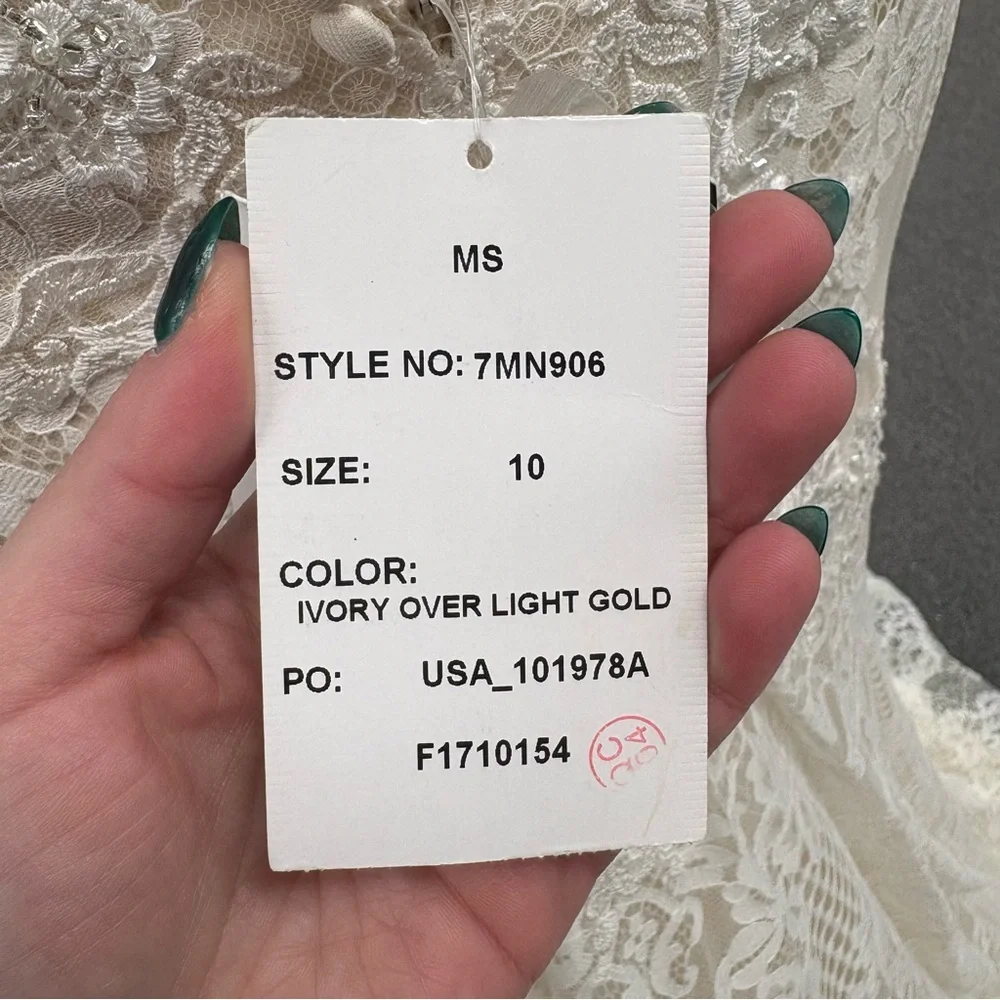 MS
STYLE NO: 7MN906
SIZE: 10
COLOR:
IVORY OVER LIGHT GOLD
PO: USA_101978A
F1710154